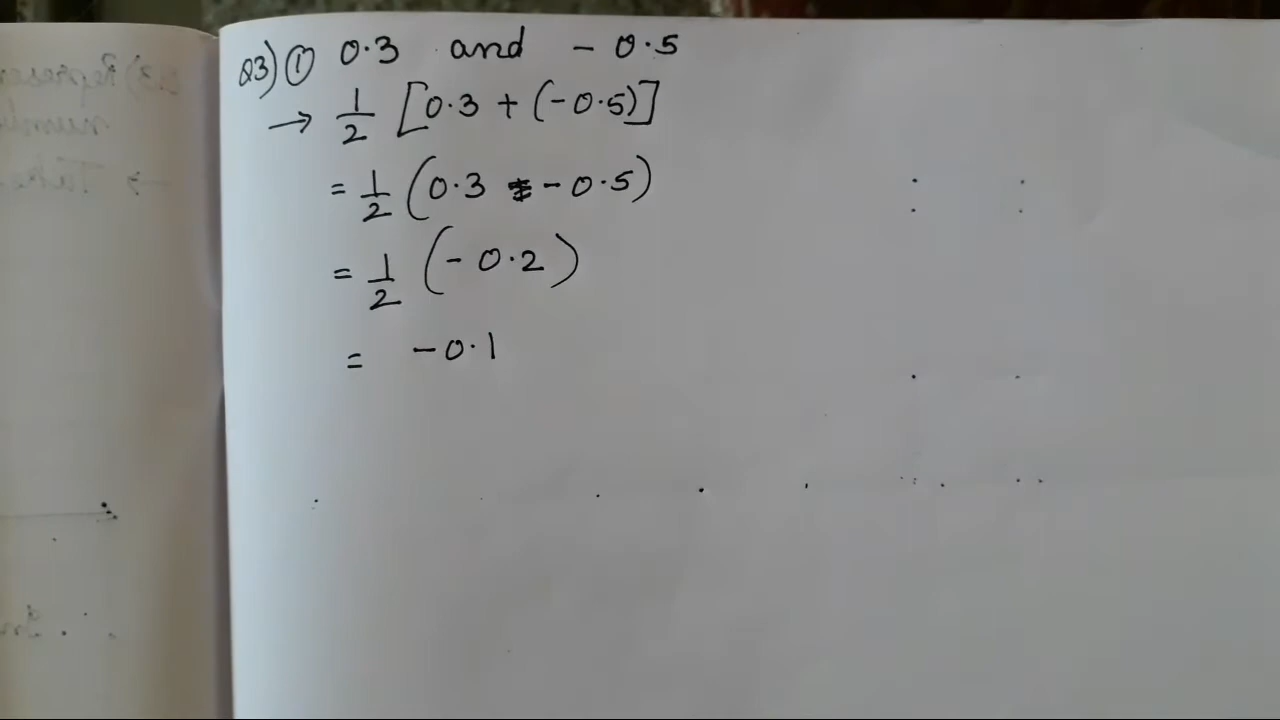 Q3) ① 0.3 and - 0.5
→ 1/2 [0.3 + (-0.5)]
= 1/2 (0.3 - 0.5)
= 1/2 (- 0.2)
= - 0.1